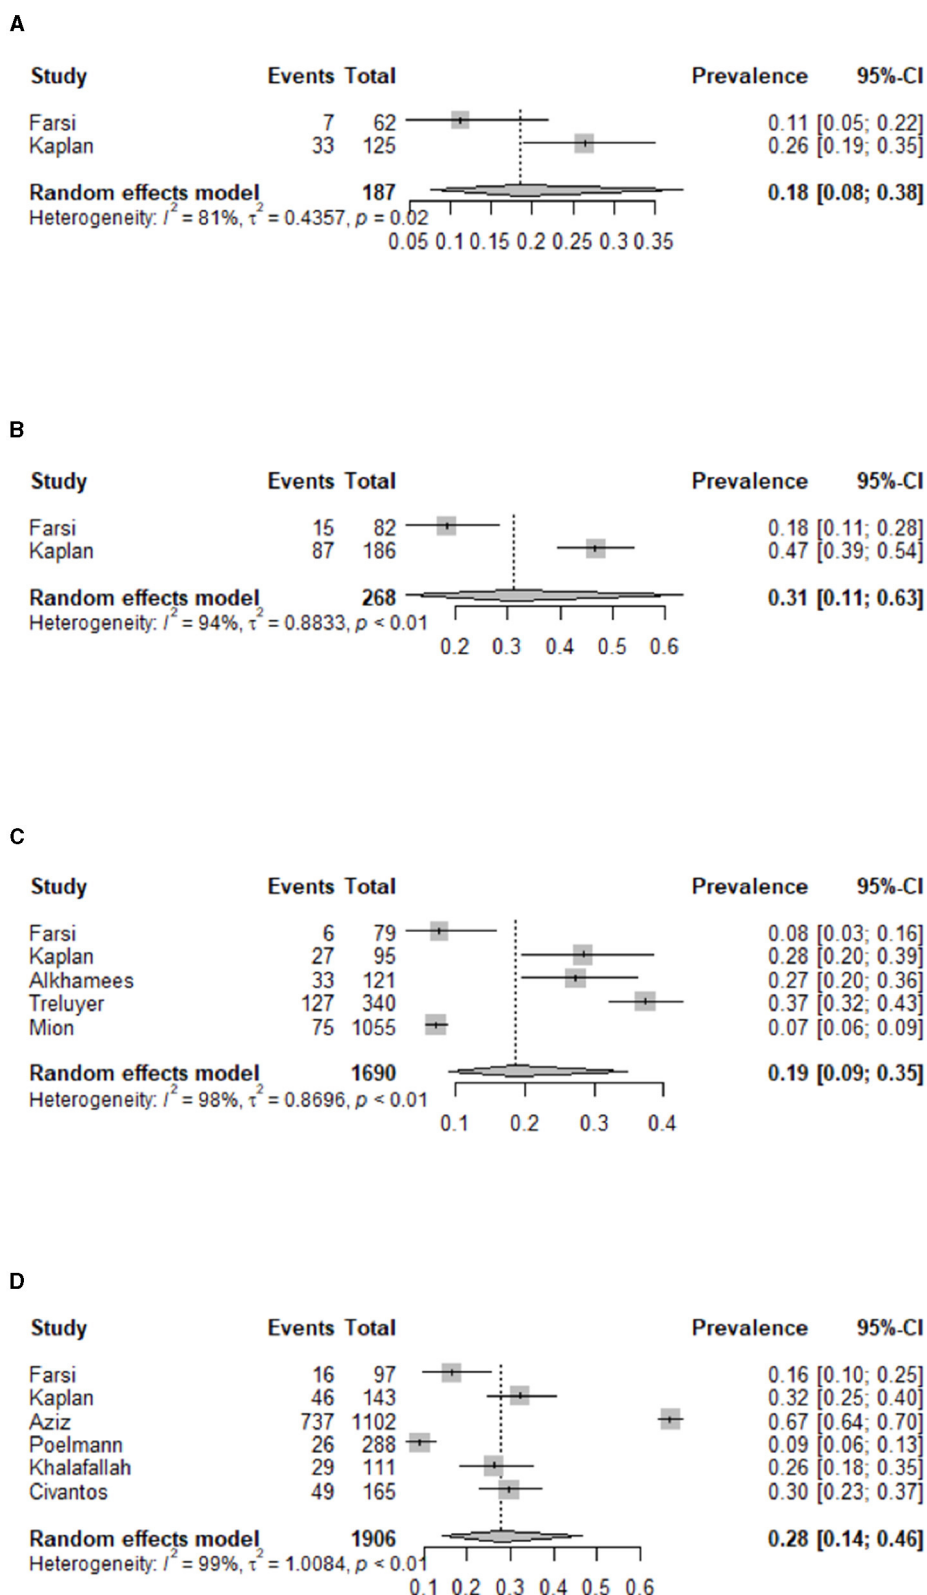 A
Study Events Total Prevalence 95%-CI
Farsi 7 62 0.11 [0.05; 0.22]
Kaplan 33 125 0.26 [0.19; 0.35]
Random effects model 187 0.18 [0.08; 0.38]
Heterogeneity: I² = 81%, τ² = 0.4357, p = 0.02
0.05 0.1 0.15 0.2 0.25 0.3 0.35
B
Study Events Total Prevalence 95%-CI
Farsi 15 82 0.18 [0.11; 0.28]
Kaplan 87 186 0.47 [0.39; 0.54]
Random effects model 268 0.31 [0.11; 0.63]
Heterogeneity: I² = 94%, τ² = 0.8833, p < 0.01
0.2 0.3 0.4 0.5 0.6
C
Study Events Total Prevalence 95%-CI
Farsi 6 79 0.08 [0.03; 0.16]
Kaplan 27 95 0.28 [0.20; 0.39]
Alkhamees 33 121 0.27 [0.20; 0.36]
Treluyer 127 340 0.37 [0.32; 0.43]
Mion 75 1055 0.07 [0.06; 0.09]
Random effects model 1690 0.19 [0.09; 0.35]
Heterogeneity: I² = 98%, τ² = 0.8696, p < 0.01
0.1 0.2 0.3 0.4
D
Study Events Total Prevalence 95%-CI
Farsi 16 97 0.16 [0.10; 0.25]
Kaplan 46 143 0.32 [0.25; 0.40]
Aziz 737 1102 0.67 [0.64; 0.70]
Poelmann 26 288 0.09 [0.06; 0.13]
Khalafallah 29 111 0.26 [0.18; 0.35]
Civantos 49 165 0.30 [0.23; 0.37]
Random effects model 1906 0.28 [0.14; 0.46]
Heterogeneity: I² = 99%, τ² = 1.0084, p < 0.01
0.1 0.2 0.3 0.4 0.5 0.6